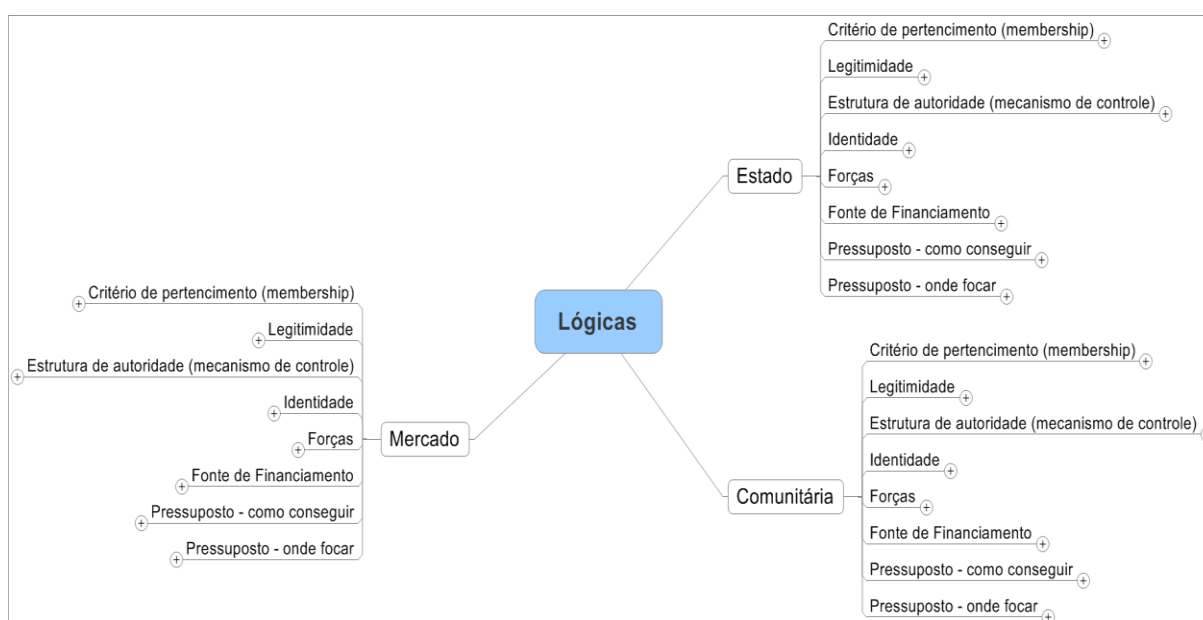 Lógicas
Estado
Critério de pertencimento (membership)
Legitimidade
Estrutura de autoridade (mecanismo de controle)
Identidade
Forças
Fonte de Financiamento
Pressuposto - como conseguir
Pressuposto - onde focar
Mercado
Critério de pertencimento (membership)
Legitimidade
Estrutura de autoridade (mecanismo de controle)
Identidade
Forças
Fonte de Financiamento
Pressuposto - como conseguir
Pressuposto - onde focar
Comunitária
Critério de pertencimento (membership)
Legitimidade
Estrutura de autoridade (mecanismo de controle)
Identidade
Forças
Fonte de Financiamento
Pressuposto - como conseguir
Pressuposto - onde focar